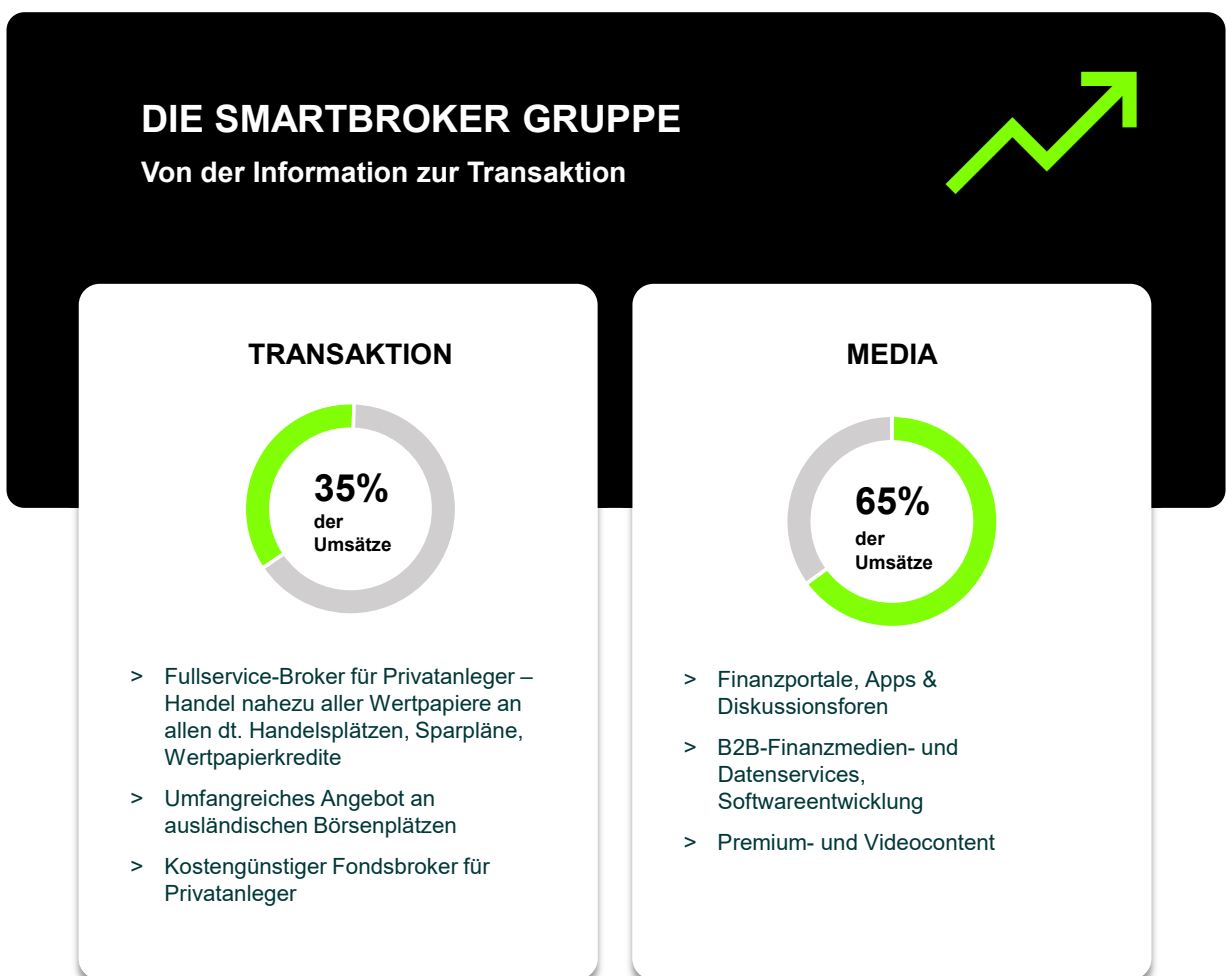 DIE SMARTBROKER GRUPPE
Von der Information zur Transaktion
TRANSAKTION
35%
der
Umsätze
> Fullservice-Broker für Privatanleger –
Handel nahezu aller Wertpapiere an
allen dt. Handelsplätzen, Sparpläne,
Wertpapierkredite
> Umfangreiches Angebot an
ausländischen Börsenplätzen
> Kostengünstiger Fondsbroker für
Privatanleger
MEDIA
65%
der
Umsätze
> Finanzportale, Apps &
Diskussionsforen
> B2B-Finanzmedien- und
Datenservices,
Softwareentwicklung
> Premium- und Videocontent